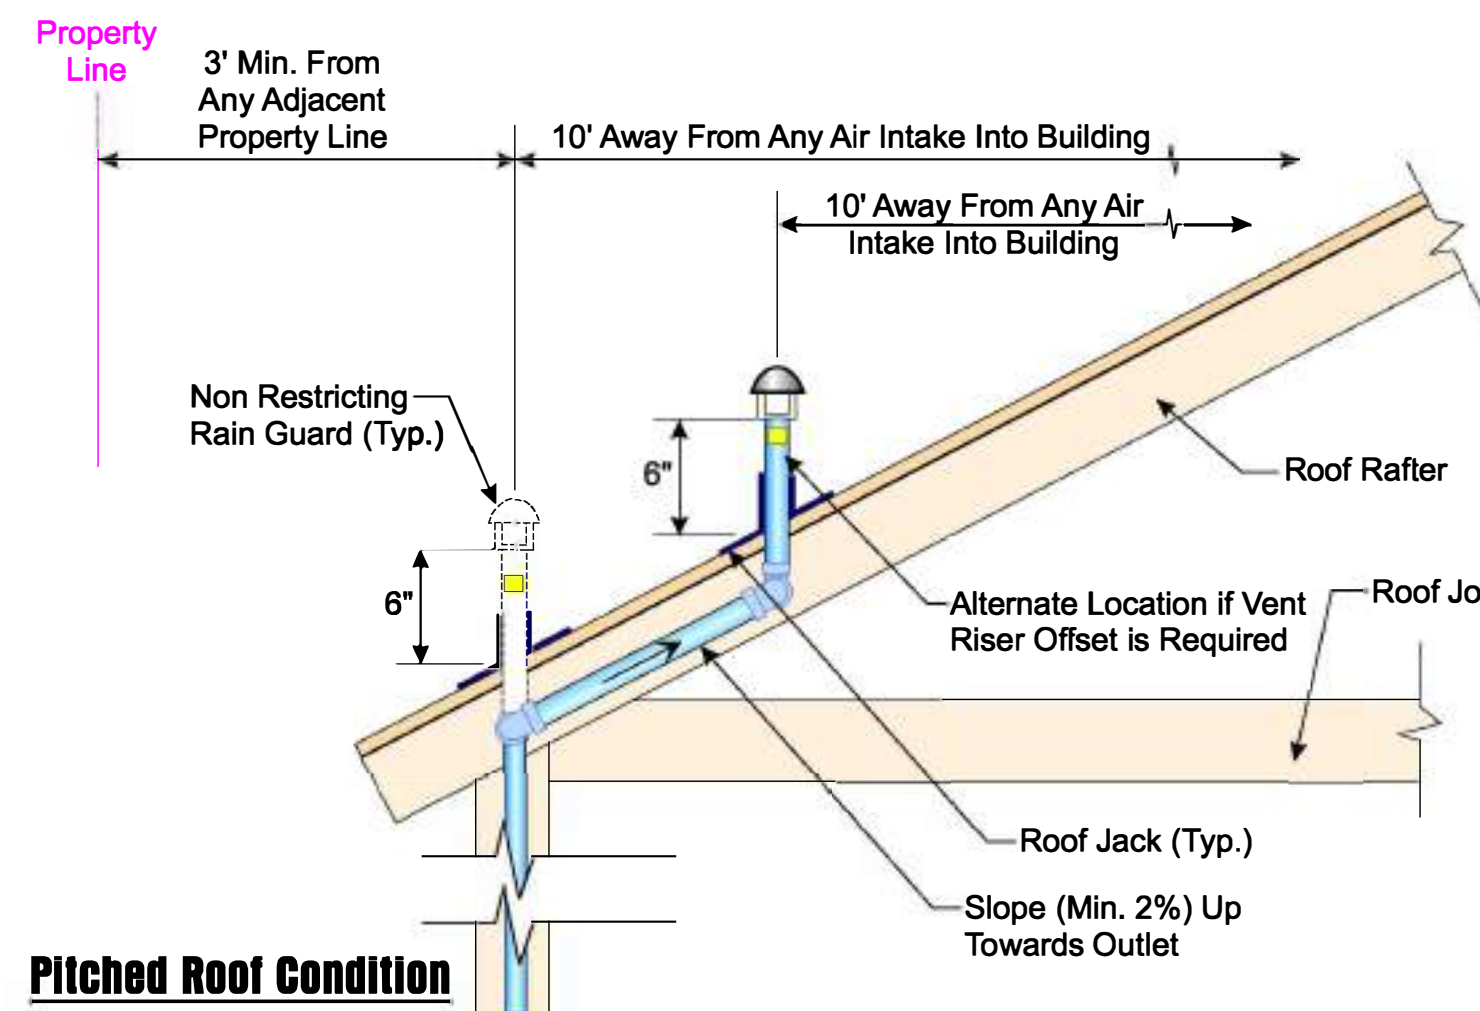 Property
Line
3' Min. From
Any Adjacent
Property Line
10' Away From Any Air Intake Into Building
10' Away From Any Air
Intake Into Building
Non Restricting
Rain Guard (Typ.)
6"
6"
Roof Rafter
Alternate Location if Vent
Riser Offset is Required
Roof Jo
Roof Jack (Typ.)
Slope (Min. 2%) Up
Towards Outlet
Pitched Roof Condition